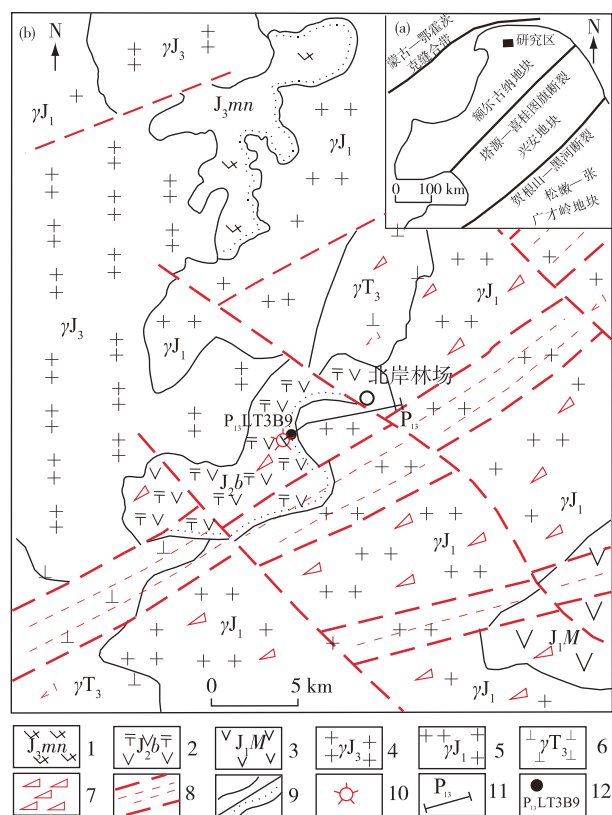 (b)
N
γJ₃
γJ₁
J₃mn
γJ₁
(a)
N
研究区
蒙古—鄂霍茨
克缝合带
额尔古纳地块
塔源—喜桂图旗断裂
兴安地块
贺根山—黑河断裂
松嫩—张
广才岭地块
0 100 km
γT₃
γJ₁
γJ₃
γJ₁
北岸林场
P₁₃LT3B9
P₁₃
J₂b
γJ₁
γJ₁
γJ₁
J₁M
γT₃
γJ₁
0 5 km
J₃mn 1
J₂b 2
J₁M 3
γJ₃ 4
γJ₁ 5
γT₃ 6
7
8
9
10
P₁₃ 11
P₁₃LT3B9 12